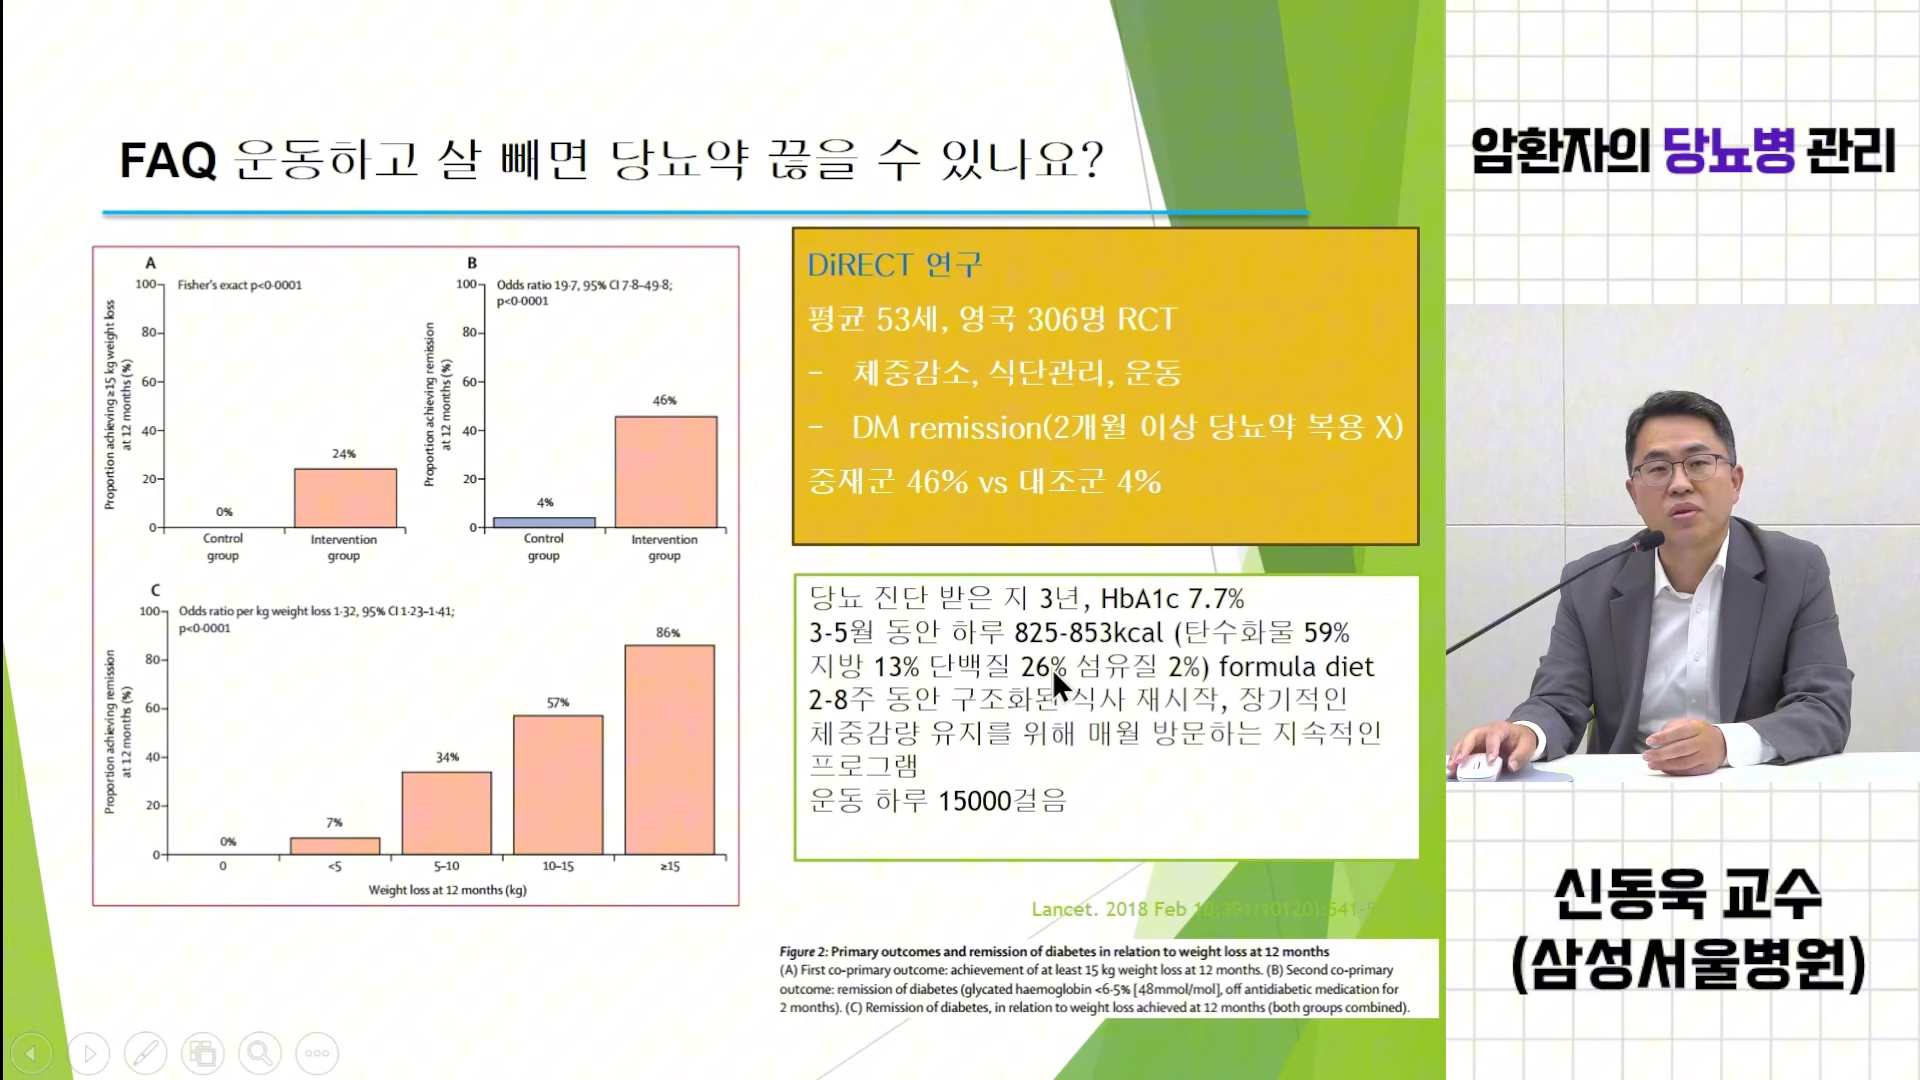 FAQ 운동하고 살 빼면 당뇨약 끊을 수 있나요?
A
Fisher's exact p<0·0001
Proportion achieving ≥15 kg weight loss
at 12 months (%)
100
80
60
40
20
0
0%
24%
Control
group
Intervention
group
B
Odds ratio 19·7, 95% CI 7·8–49·8;
p<0·0001
Proportion achieving remission
at 12 months (%)
100
80
60
40
20
0
4%
46%
Control
group
Intervention
group
C
Odds ratio per kg weight loss 1·32, 95% CI 1·23–1·41;
p<0·0001
Proportion achieving remission
at 12 months (%)
100
80
60
40
20
0
0%
7%
34%
57%
86%
0
<5
5–10
10–15
≥15
Weight loss at 12 months (kg)
DiRECT 연구
평균 53세, 영국 306명 RCT
- 체중감소, 식단관리, 운동
- DM remission(2개월 이상 당뇨약 복용 X)
중재군 46% vs 대조군 4%
당뇨 진단 받은 지 3년, HbA1c 7.7%
3-5월 동안 하루 825-853kcal (탄수화물 59%
지방 13% 단백질 26% 섬유질 2%) formula diet
2-8주 동안 구조화된 식사 재시작, 장기적인
체중감량 유지를 위해 매월 방문하는 지속적인
프로그램
운동 하루 15000걸음
Lancet. 2018 Feb 10;391(10120):541-
Figure 2: Primary outcomes and remission of diabetes in relation to weight loss at 12 months
(A) First co-primary outcome: achievement of at least 15 kg weight loss at 12 months. (B) Second co-primary
outcome: remission of diabetes (glycated haemoglobin <6·5% [48mmol/mol], off antidiabetic medication for
2 months). (C) Remission of diabetes, in relation to weight loss achieved at 12 months (both groups combined).
암환자의 당뇨병 관리
신동욱 교수
(삼성서울병원)